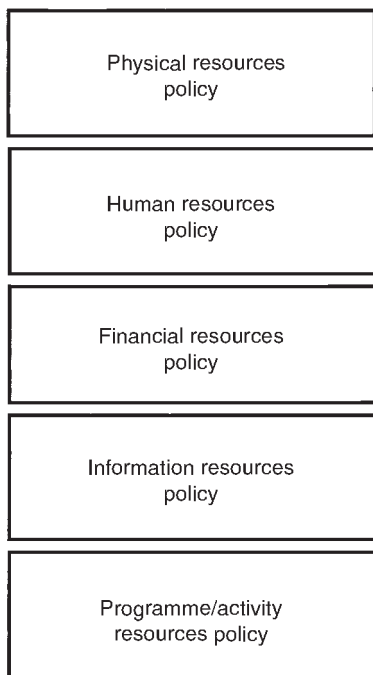 Physical resources
policy
Human resources
policy
Financial resources
policy
Information resources
policy
Programme/activity
resources policy